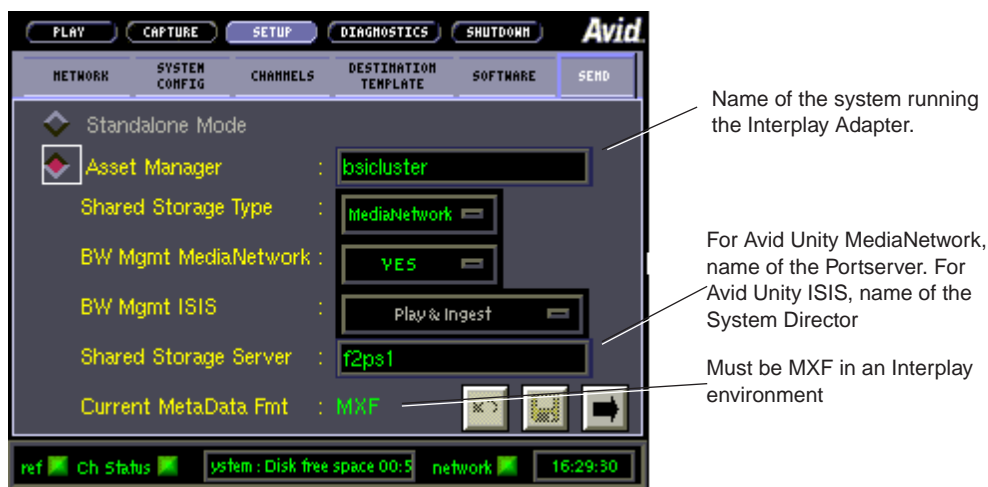 PLAY CAPTURE SETUP DIAGNOSTICS SHUTDOWN Avid
NETWORK SYSTEM CONFIG CHANNELS DESTINATION TEMPLATE SOFTWARE SEND
Standalone Mode
Asset Manager : bsicluster
Shared Storage Type : MediaNetwork
BW Mgmt MediaNetwork : YES
BW Mgmt ISIS : Play & Ingest
Shared Storage Server : f2ps1
Current MetaData Fmt : MXF
ref Ch Status ystem : Disk free space 00:5 network 16:29:30
Name of the system running
the Interplay Adapter.
For Avid Unity MediaNetwork,
name of the Portserver. For
Avid Unity ISIS, name of the
System Director
Must be MXF in an Interplay
environment